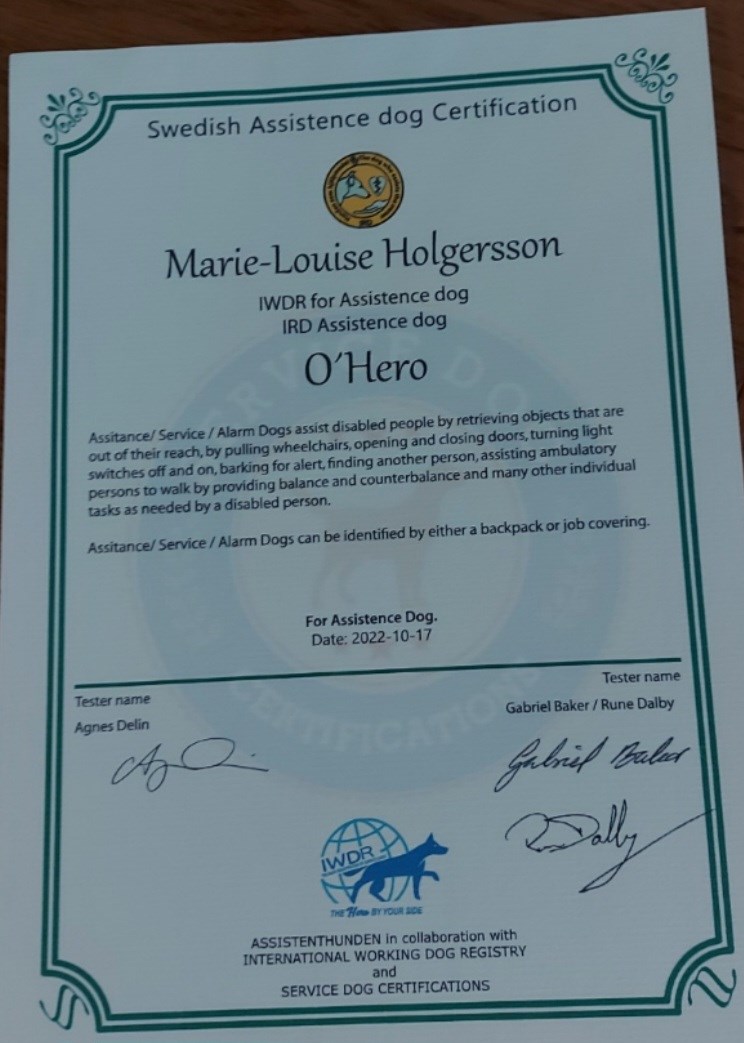 Swedish Assistence dog Certification
Marie-Louise Holgersson
IWDR for Assistence dog
IRD Assistence dog
O'Hero
Assitance/ Service / Alarm Dogs assist disabled people by retrieving objects that are
out of their reach, by pulling wheelchairs, opening and closing doors, turning light
switches off and on, barking for alert, finding another person, assisting ambulatory
persons to walk by providing balance and counterbalance and many other individual
tasks as needed by a disabled person.
Assitance/ Service / Alarm Dogs can be identified by either a backpack or job covering.
For Assistence Dog.
Date: 2022-10-17
Tester name
Agnes Delin
Tester name
Gabriel Baker / Rune Dalby
Gabriel Baker
R Dalby
IWDR
THE Hero BY YOUR SIDE
ASSISTENTHUNDEN in collaboration with
INTERNATIONAL WORKING DOG REGISTRY
and
SERVICE DOG CERTIFICATIONS